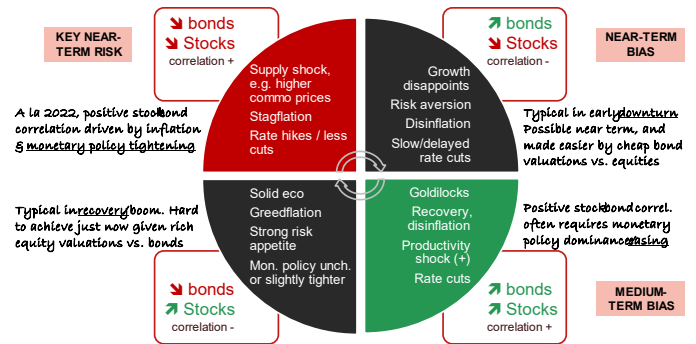 KEY NEAR-
TERM RISK
↘ bonds
↘ Stocks
correlation +
A la 2022, positive stock-bond
correlation driven by inflation
& monetary policy tightening
Supply shock,
e.g. higher
commo prices
Stagflation
Rate hikes / less
cuts
Growth
disappoints
Risk aversion
Disinflation
Slow/delayed
rate cuts
↗ bonds
↘ Stocks
correlation -
NEAR-TERM
BIAS
Typical in early downturn
Possible near term, and
made easier by cheap bond
valuations vs. equities
Typical in recovery/boom. Hard
to achieve just now given rich
equity valuations vs. bonds
Solid eco
Greedflation
Strong risk
appetite
Mon. policy unch.
or slightly tighter
Goldilocks
Recovery,
disinflation
Productivity
shock (+)
Rate cuts
Positive stock-bond correl.
often requires monetary
policy dominance easing
↘ bonds
↗ Stocks
correlation -
↗ bonds
↗ Stocks
correlation +
MEDIUM-
TERM BIAS